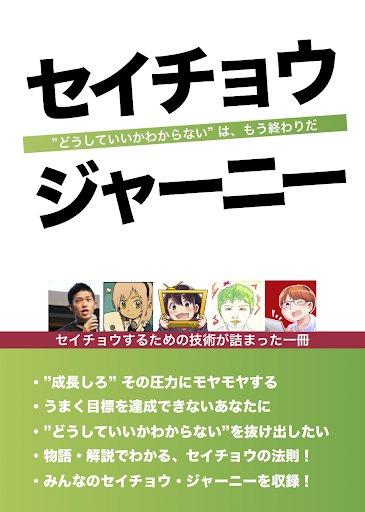 セイチョウ
”どうしていいかわからない” は、もう終わりだ
ジャーニー
セイチョウするための技術が詰まった一冊
・”成長しろ” その圧力にモヤモヤする
・うまく目標を達成できないあなたに
・”どうしていいかわからない”を抜け出したい
・物語・解説でわかる、セイチョウの法則！
・みんなのセイチョウ・ジャーニーを収録！